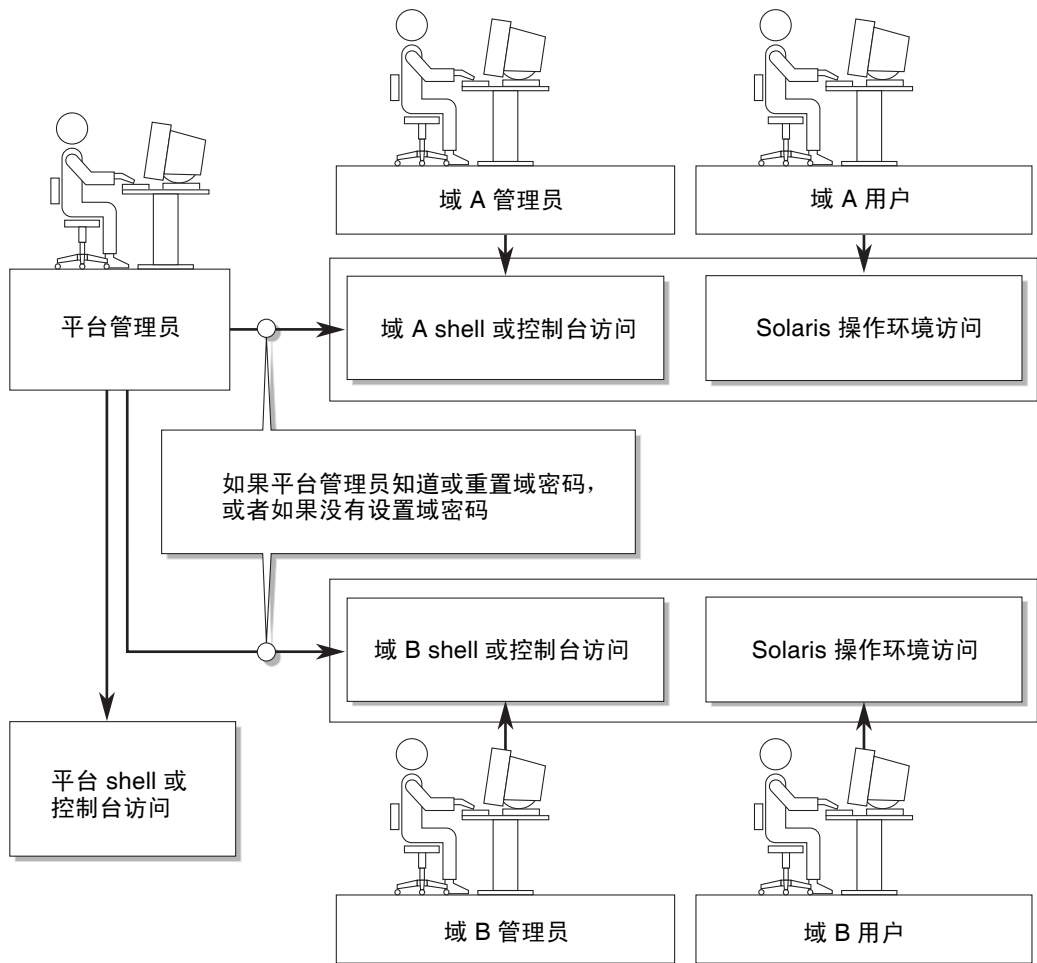 域 A 管理员
域 A 用户
平台管理员
域 A shell 或控制台访问
Solaris 操作环境访问
如果平台管理员知道或重置域密码，
或者如果没有设置域密码
域 B shell 或控制台访问
Solaris 操作环境访问
平台 shell 或
控制台访问
域 B 管理员
域 B 用户